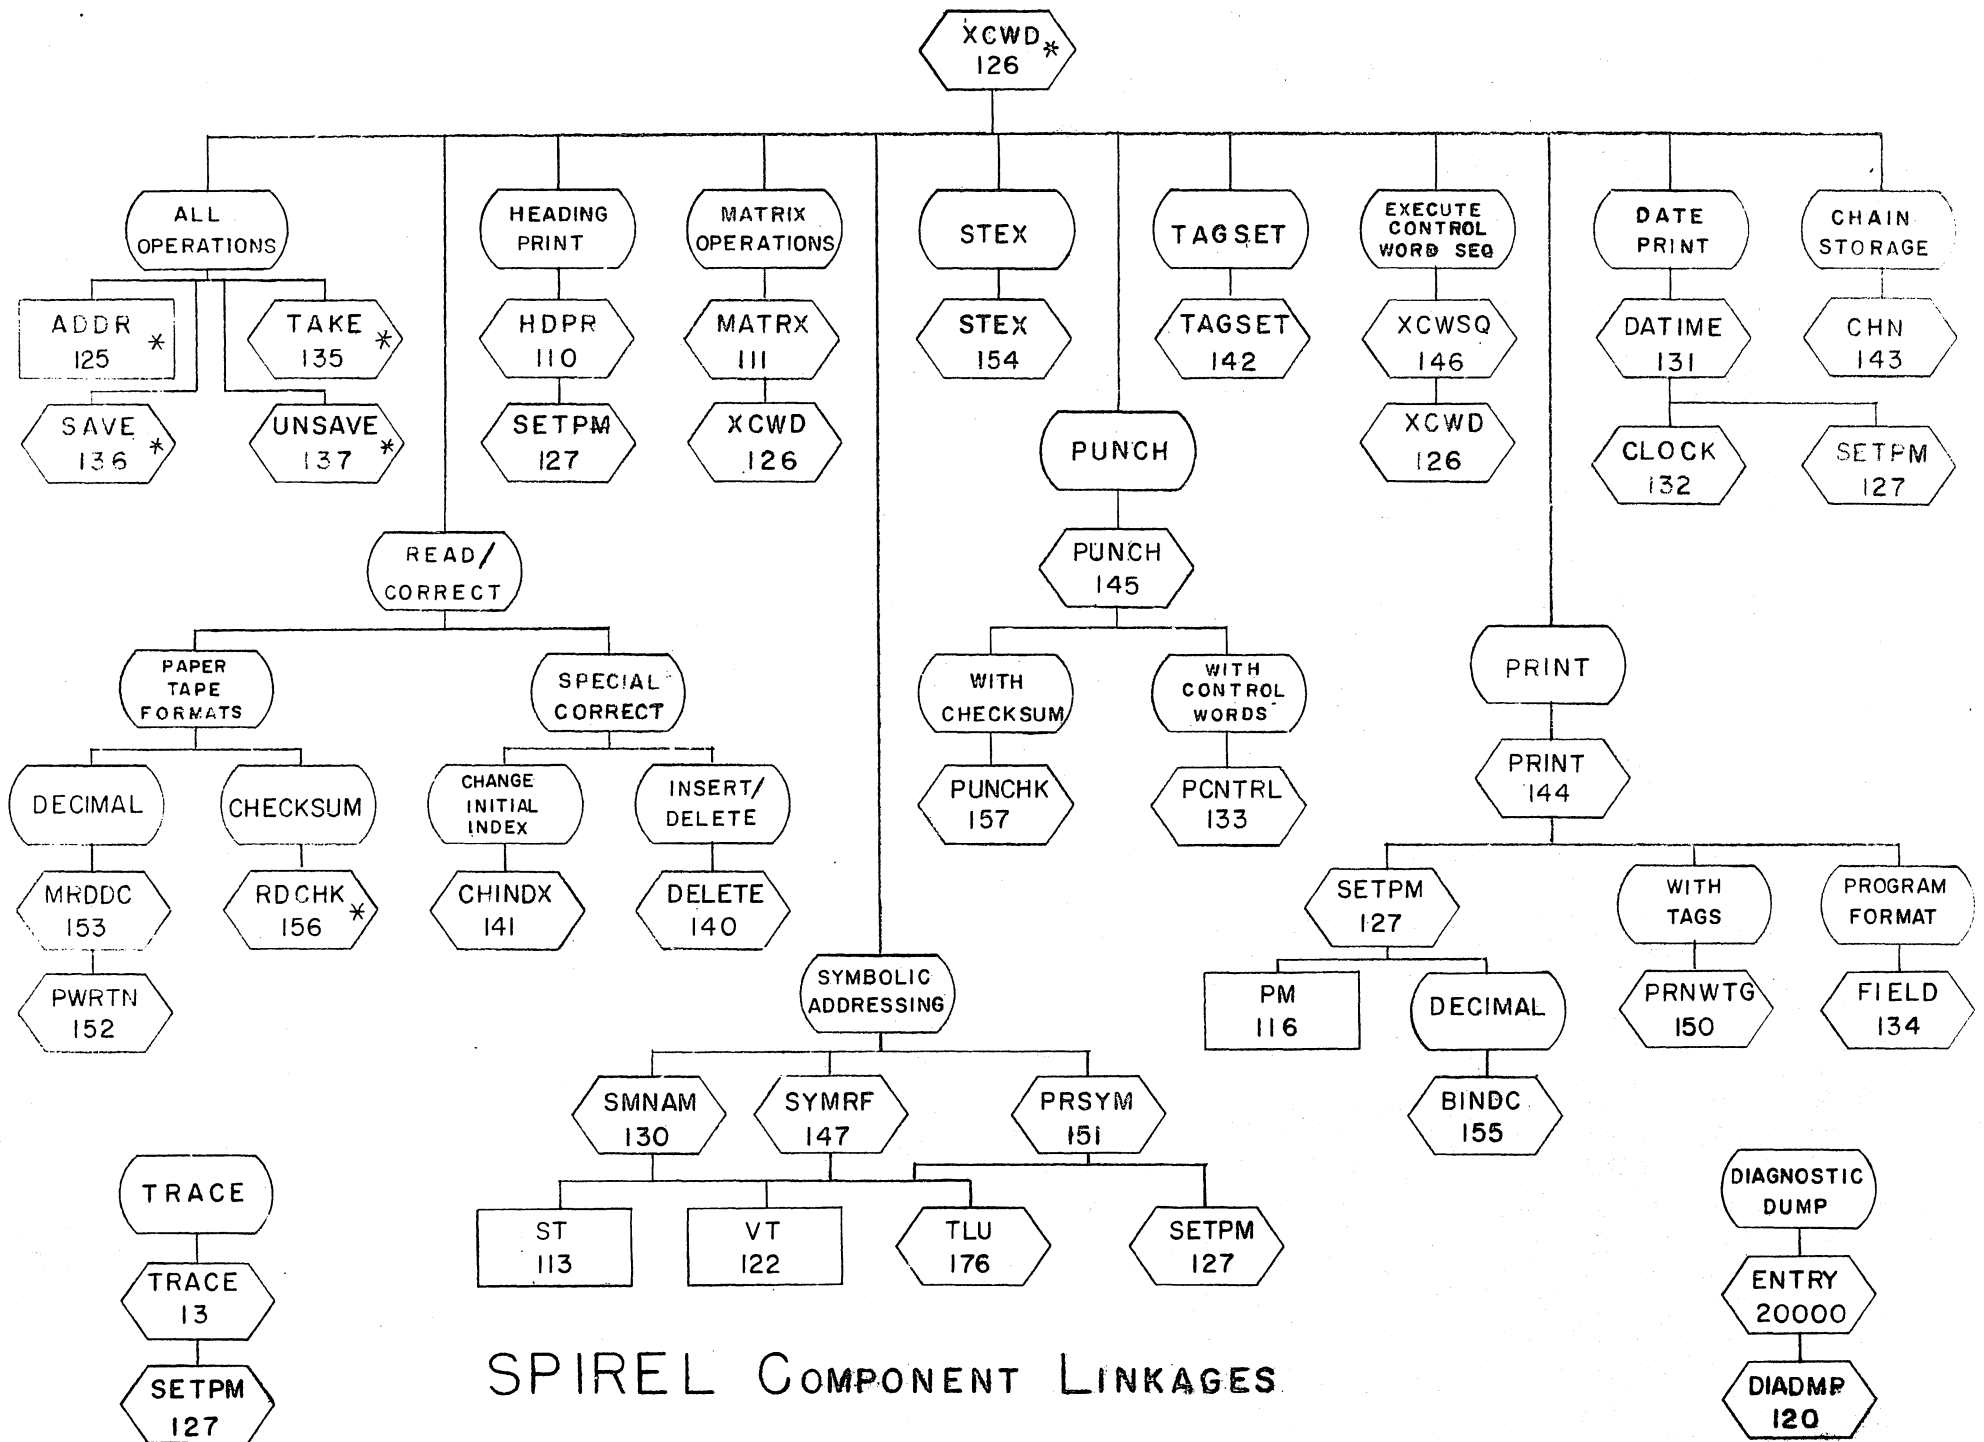 XCWD *
126
ALL
OPERATIONS
HEADING
PRINT
MATRIX
OPERATIONS
STEX
TAGSET
EXECUTE
CONTROL
WORD SEQ
DATE
PRINT
CHAIN
STORAGE
ADDR *
125
TAKE *
135
HDPR
110
MATRX
111
STEX
154
TAGSET
142
XCWSQ
146
DATIME
131
CHN
143
SAVE *
136
UNSAVE *
137
SETPM
127
XCWD
126
PUNCH
XCWD
126
CLOCK
132
SETPM
127
READ/
CORRECT
PUNCH
145
PAPER
TAPE
FORMATS
SPECIAL
CORRECT
WITH
CHECKSUM
WITH
CONTROL
WORDS
PRINT
DECIMAL
CHECKSUM
CHANGE
INITIAL
INDEX
INSERT/
DELETE
PUNCHK
157
PCNTRL
133
PRINT
144
MRDDC
153
RDCHK *
156
CHINDX
141
DELETE
140
SETPM
127
WITH
TAGS
PROGRAM
FORMAT
PWRTN
152
SYMBOLIC
ADDRESSING
PM
116
DECIMAL
PRNWTG
150
FIELD
134
SMNAM
130
SYMRF
147
PRSYM
151
BINDC
155
TRACE
DIAGNOSTIC
DUMP
ST
113
VT
122
TLU
176
SETPM
127
TRACE
13
ENTRY
20000
SETPM
127
DIADMP
120
SPIREL COMPONENT LINKAGES